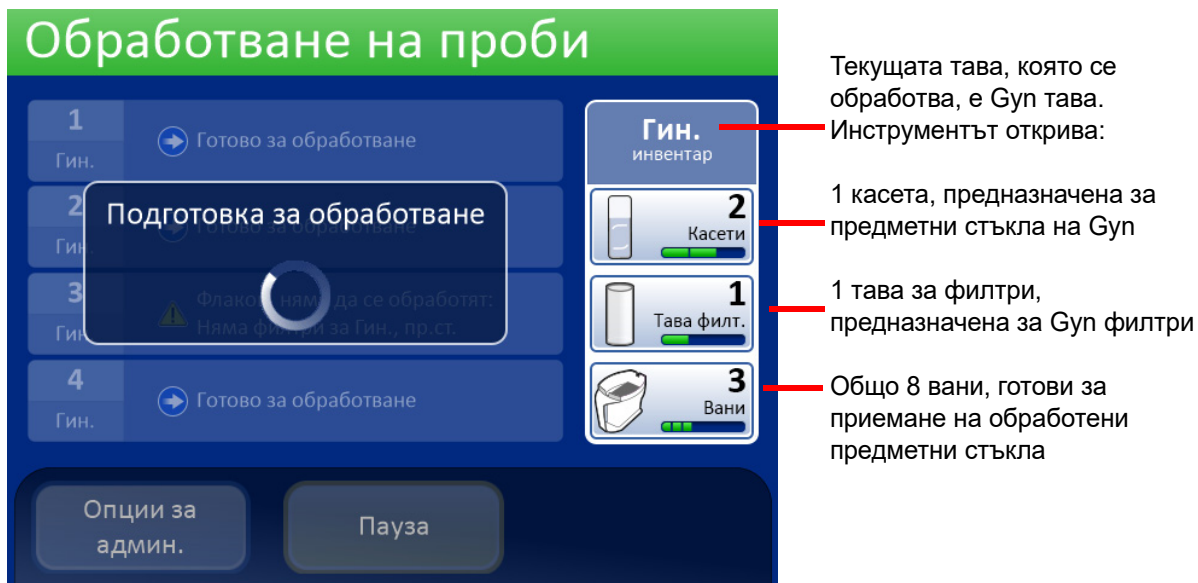 Обработване на проби
1
Гин.
Готово за обработване
2
Гин.
Готово за обработване
3
Гин.
Флакон няма да се обработят:
Няма филтри за Гин., пр.ст.
4
Гин.
Готово за обработване
Подготовка за обработване
Гин.
инвентар
2
Касети
1
Тава филт.
3
Вани
Опции за
админ.
Пауза
Текущата тава, която се
обработва, е Gyn тава.
Инструментът открива:
1 касета, предназначена за
предметни стъкла на Gyn
1 тава за филтри,
предназначена за Gyn филтри
Общо 8 вани, готови за
приемане на обработени
предметни стъкла